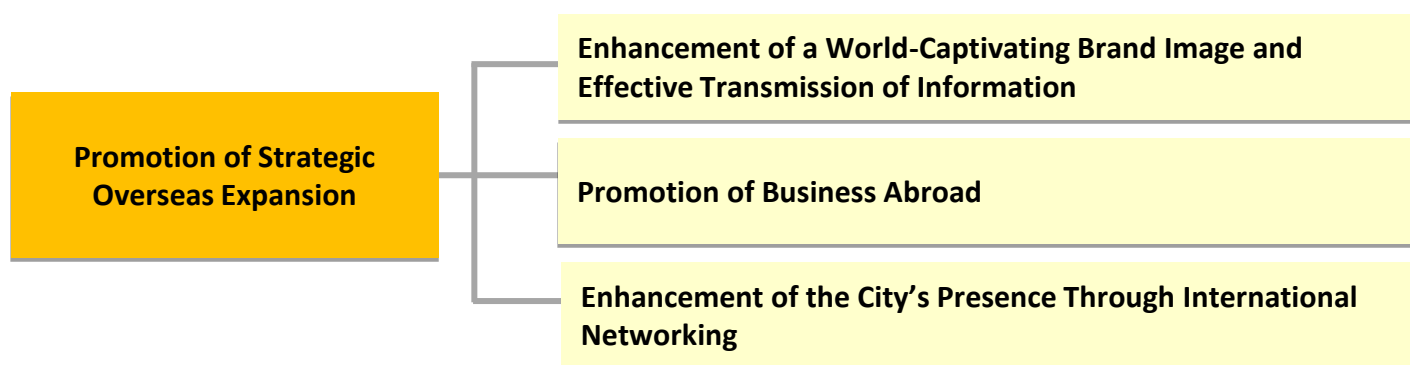 Enhancement of a World-Captivating Brand Image and
Effective Transmission of Information
Promotion of Strategic
Overseas Expansion
Promotion of Business Abroad
Enhancement of the City’s Presence Through International
Networking